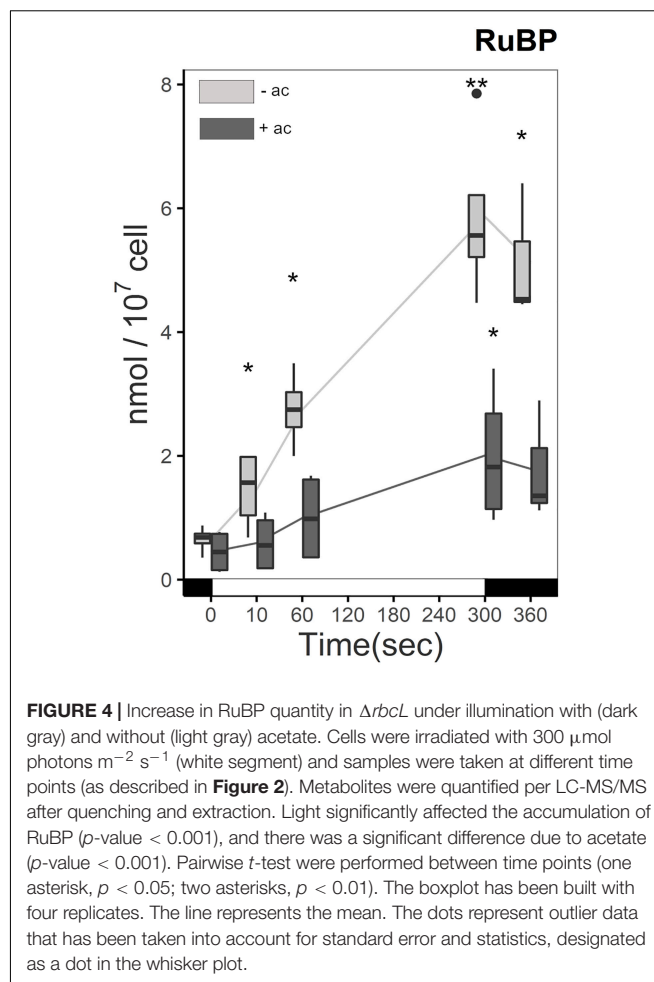 RuBP
8
6
4
2
0
nmol / 10⁷ cell
- ac
+ ac
**
*
*
*
*
0 10 60 120 180 240 300 360
Time(sec)
FIGURE 4 | Increase in RuBP quantity in ΔrbcL under illumination with (dark
gray) and without (light gray) acetate. Cells were irradiated with 300 μmol
photons m⁻² s⁻¹ (white segment) and samples were taken at different time
points (as described in Figure 2). Metabolites were quantified per LC-MS/MS
after quenching and extraction. Light significantly affected the accumulation of
RuBP (p-value < 0.001), and there was a significant difference due to acetate
(p-value < 0.001). Pairwise t-test were performed between time points (one
asterisk, p < 0.05; two asterisks, p < 0.01). The boxplot has been built with
four replicates. The line represents the mean. The dots represent outlier data
that has been taken into account for standard error and statistics, designated
as a dot in the whisker plot.